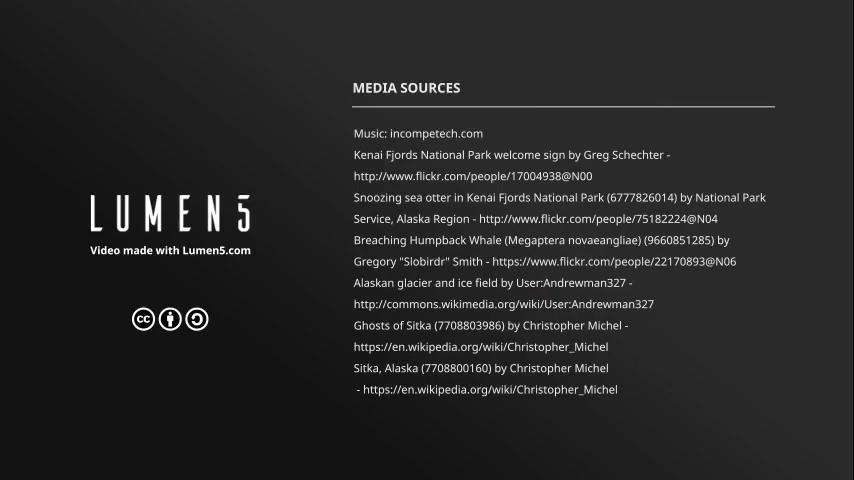 MEDIA SOURCES
Music: incompetech.com
Kenai Fjords National Park welcome sign by Greg Schechter -
http://www.flickr.com/people/17004938@N00
Snoozing sea otter in Kenai Fjords National Park (6777826014) by National Park
Service, Alaska Region - http://www.flickr.com/people/75182224@N04
Breaching Humpback Whale (Megaptera novaeangliae) (9660851285) by
Gregory "Slobirdr" Smith - https://www.flickr.com/people/22170893@N06
Alaskan glacier and ice field by User:Andrewman327 -
http://commons.wikimedia.org/wiki/User:Andrewman327
Ghosts of Sitka (7708803986) by Christopher Michel -
https://en.wikipedia.org/wiki/Christopher_Michel
Sitka, Alaska (7708800160) by Christopher Michel
- https://en.wikipedia.org/wiki/Christopher_Michel
LUMEN5
Video made with Lumen5.com
cc